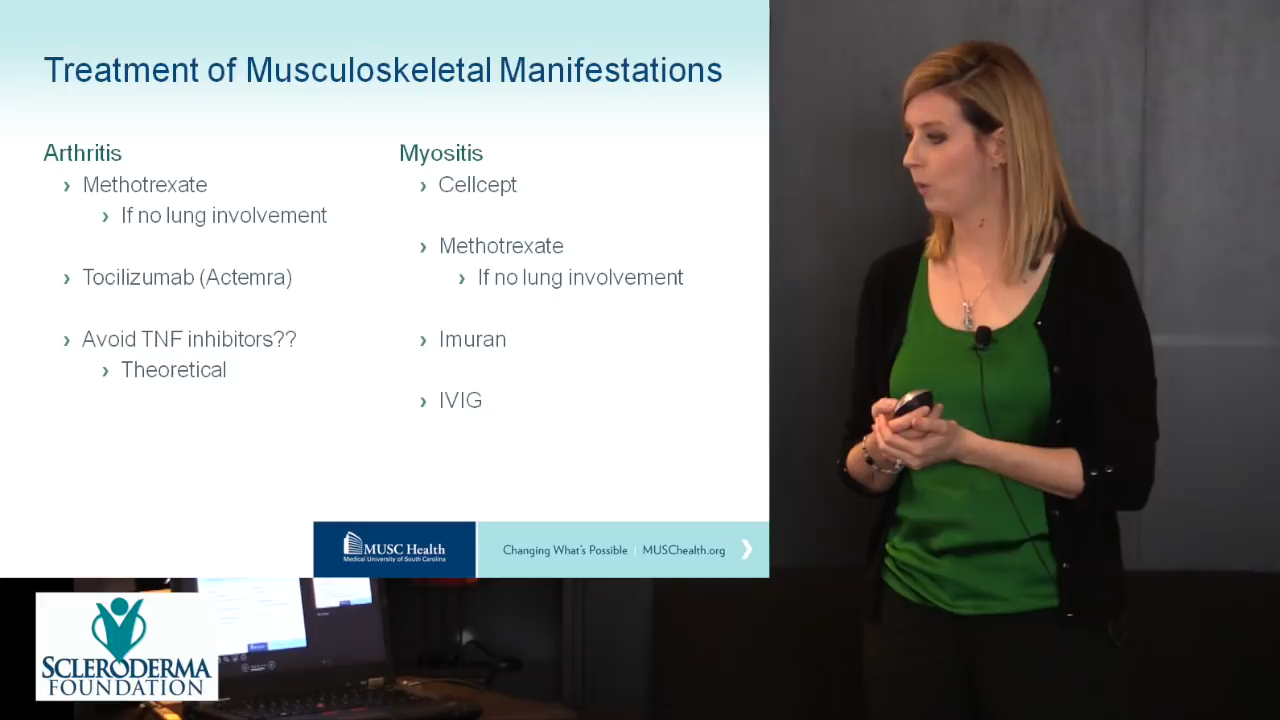 Treatment of Musculoskeletal Manifestations
Arthritis
› Methotrexate
› If no lung involvement
› Tocilizumab (Actemra)
› Avoid TNF inhibitors??
› Theoretical
Myositis
› Cellcept
› Methotrexate
› If no lung involvement
› Imuran
› IVIG
MUSC Health
Medical University of South Carolina
Changing What's Possible | MUSChealth.org
SCLERODERMA
FOUNDATION